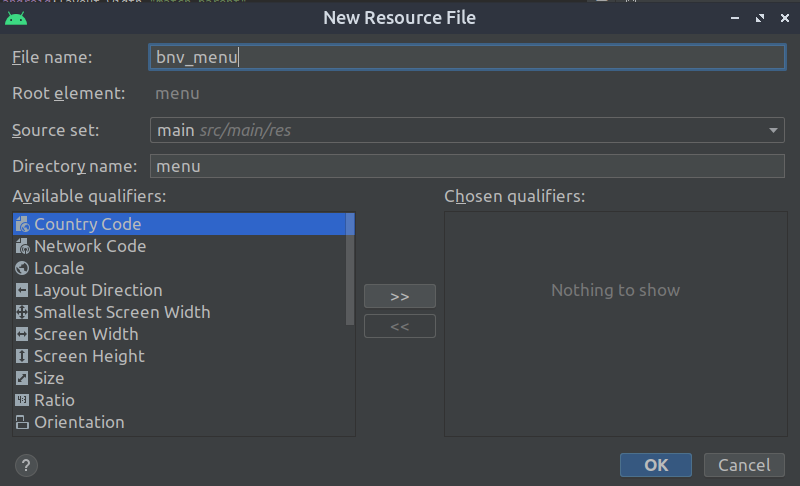 New Resource File
File name: bnv_menu
Root element: menu
Source set: main src/main/res
Directory name: menu
Available qualifiers: Chosen qualifiers:
Country Code
Network Code
Locale
Layout Direction
Smallest Screen Width
Screen Width
Screen Height
Size
Ratio
Orientation
>>
<<
Nothing to show
? OK Cancel